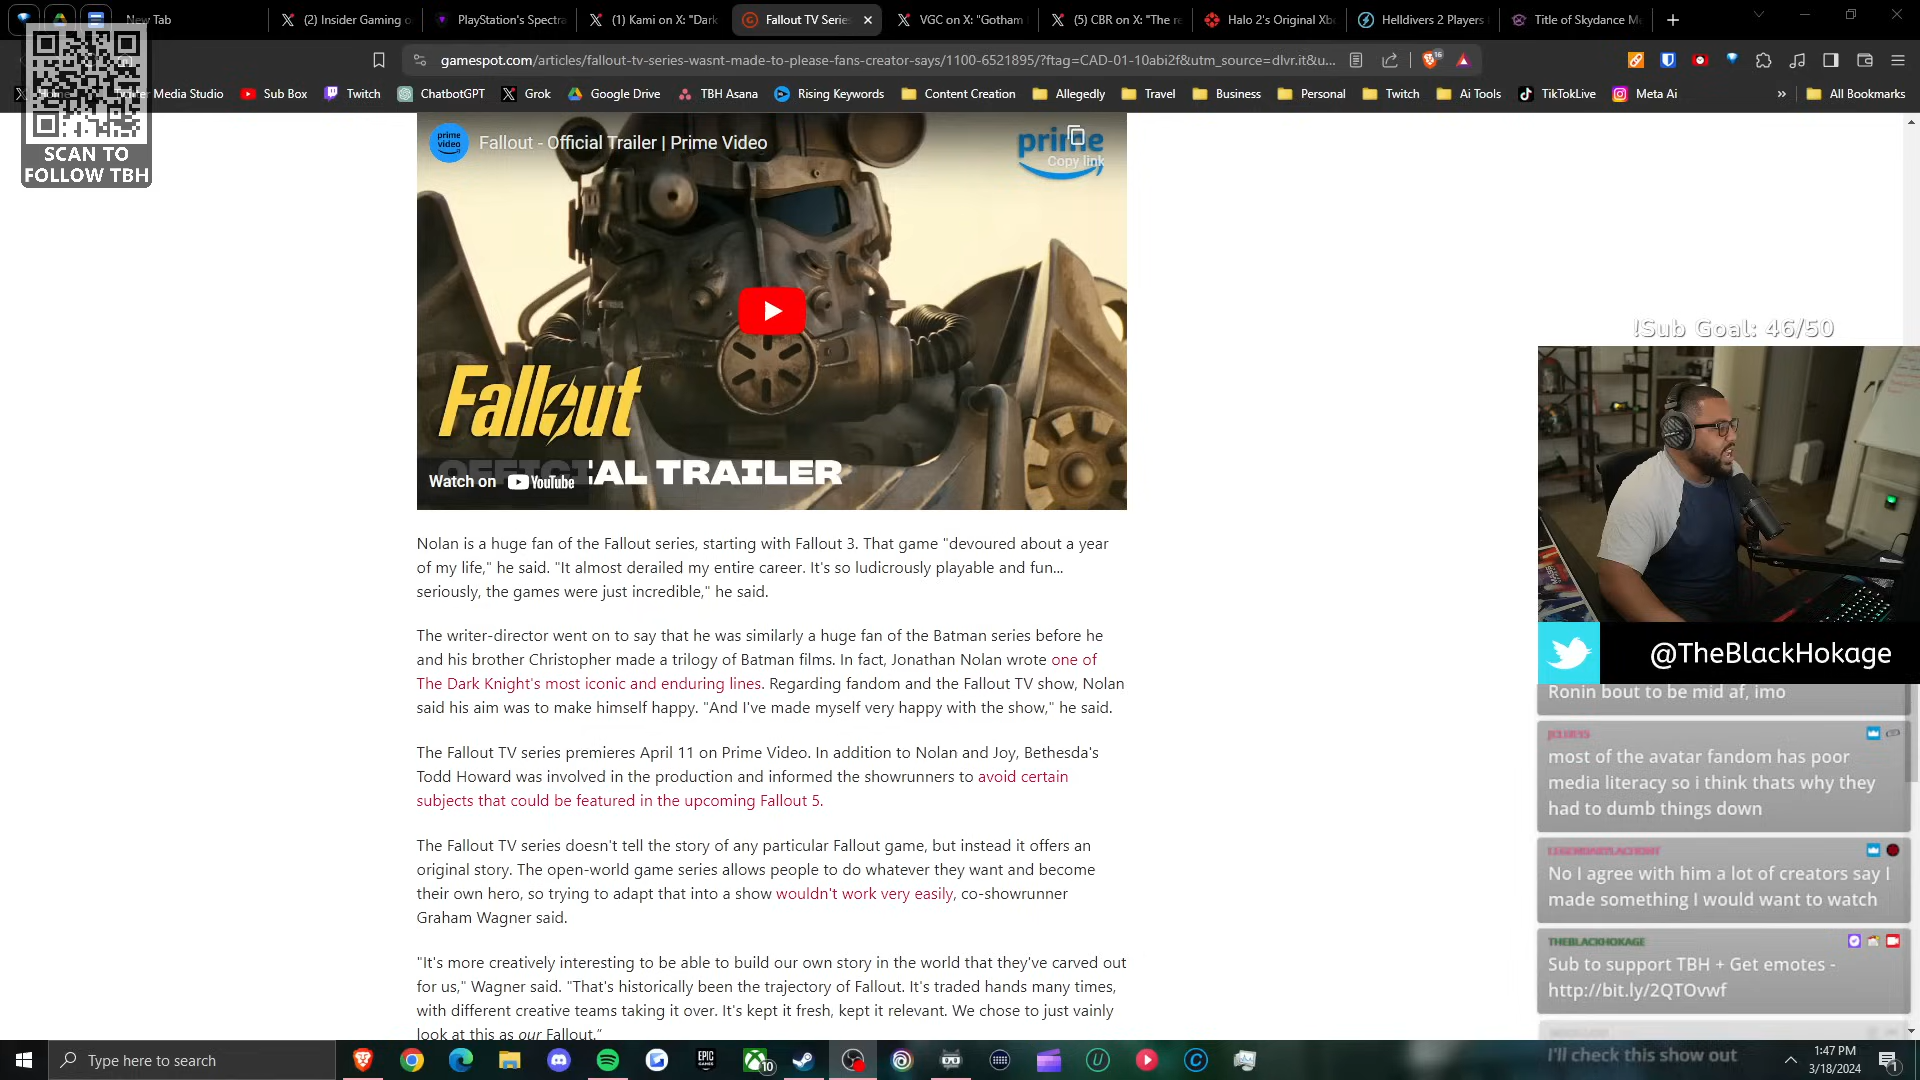 New Tab
(2) Insider Gaming o
PlayStation's Spectra
(1) Kami on X: "Dark
Fallout TV Serie
VGC on X: "Gotham
(5) CBR on X: "The re
Halo 2's Original Xb
Helldivers 2 Players
Title of Skydance M
gamespot.com/articles/fallout-tv-series-wasnt-made-to-please-fans-creator-says/1100-6521895/?ftag=CAD-01-10abi2f&utm_source=dlvr.it&u...
16
Media Studio
Sub Box
Twitch
ChatbotGPT
Grok
Google Drive
TBH Asana
Rising Keywords
Content Creation
Allegedly
Travel
Business
Personal
Twitch
Ai Tools
TikTokLive
Meta Ai
All Bookmarks
SCAN TO
FOLLOW TBH
prime video
Fallout - Official Trailer | Prime Video
prime
Copy link
Fallout
OFFICIAL TRAILER
Watch on YouTube
Nolan is a huge fan of the Fallout series, starting with Fallout 3. That game "devoured about a year
of my life," he said. "It almost derailed my entire career. It's so ludicrously playable and fun...
seriously, the games were just incredible," he said.
The writer-director went on to say that he was similarly a huge fan of the Batman series before he
and his brother Christopher made a trilogy of Batman films. In fact, Jonathan Nolan wrote one of
The Dark Knight's most iconic and enduring lines. Regarding fandom and the Fallout TV show, Nolan
said his aim was to make himself happy. "And I've made myself very happy with the show," he said.
The Fallout TV series premieres April 11 on Prime Video. In addition to Nolan and Joy, Bethesda's
Todd Howard was involved in the production and informed the showrunners to avoid certain
subjects that could be featured in the upcoming Fallout 5.
The Fallout TV series doesn't tell the story of any particular Fallout game, but instead it offers an
original story. The open-world game series allows people to do whatever they want and become
their own hero, so trying to adapt that into a show wouldn't work very easily, co-showrunner
Graham Wagner said.
"It's more creatively interesting to be able to build our own story in the world that they've carved out
for us," Wagner said. "That's historically been the trajectory of Fallout. It's traded hands many times,
with different creative teams taking it over. It's kept it fresh, kept it relevant. We chose to just vainly
look at this as our Fallout."
!Sub Goal: 46/50
@TheBlackHokage
Ronin bout to be mid af, imo
most of the avatar fandom has poor
media literacy so i think thats why they
had to dumb things down
No I agree with him a lot of creators say I
made something I would want to watch
THEBLACKHOKAGE
Sub to support TBH + Get emotes -
http://bit.ly/2QTOvwf
I'll check this show out
Type here to search
EPIC GAMES
10
1:47 PM
3/18/2024
1